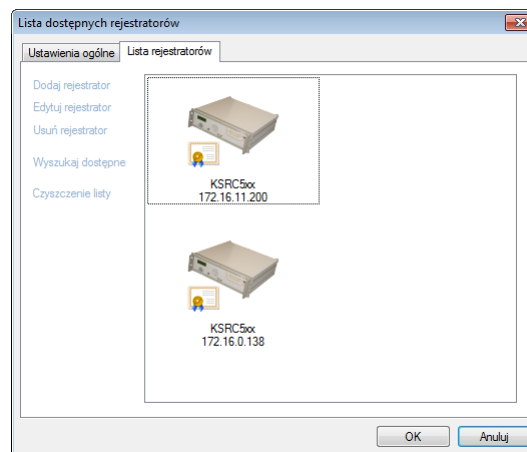 Lista dostępnych rejestratorów
Ustawienia ogólne
Lista rejestratorów
Dodaj rejestrator
Edytuj rejestrator
Usuń rejestrator
Wyszukaj dostępne
Czyszczenie listy
KSRC5xx
172.16.11.200
KSRC5xx
172.16.0.138
OK
Anuluj